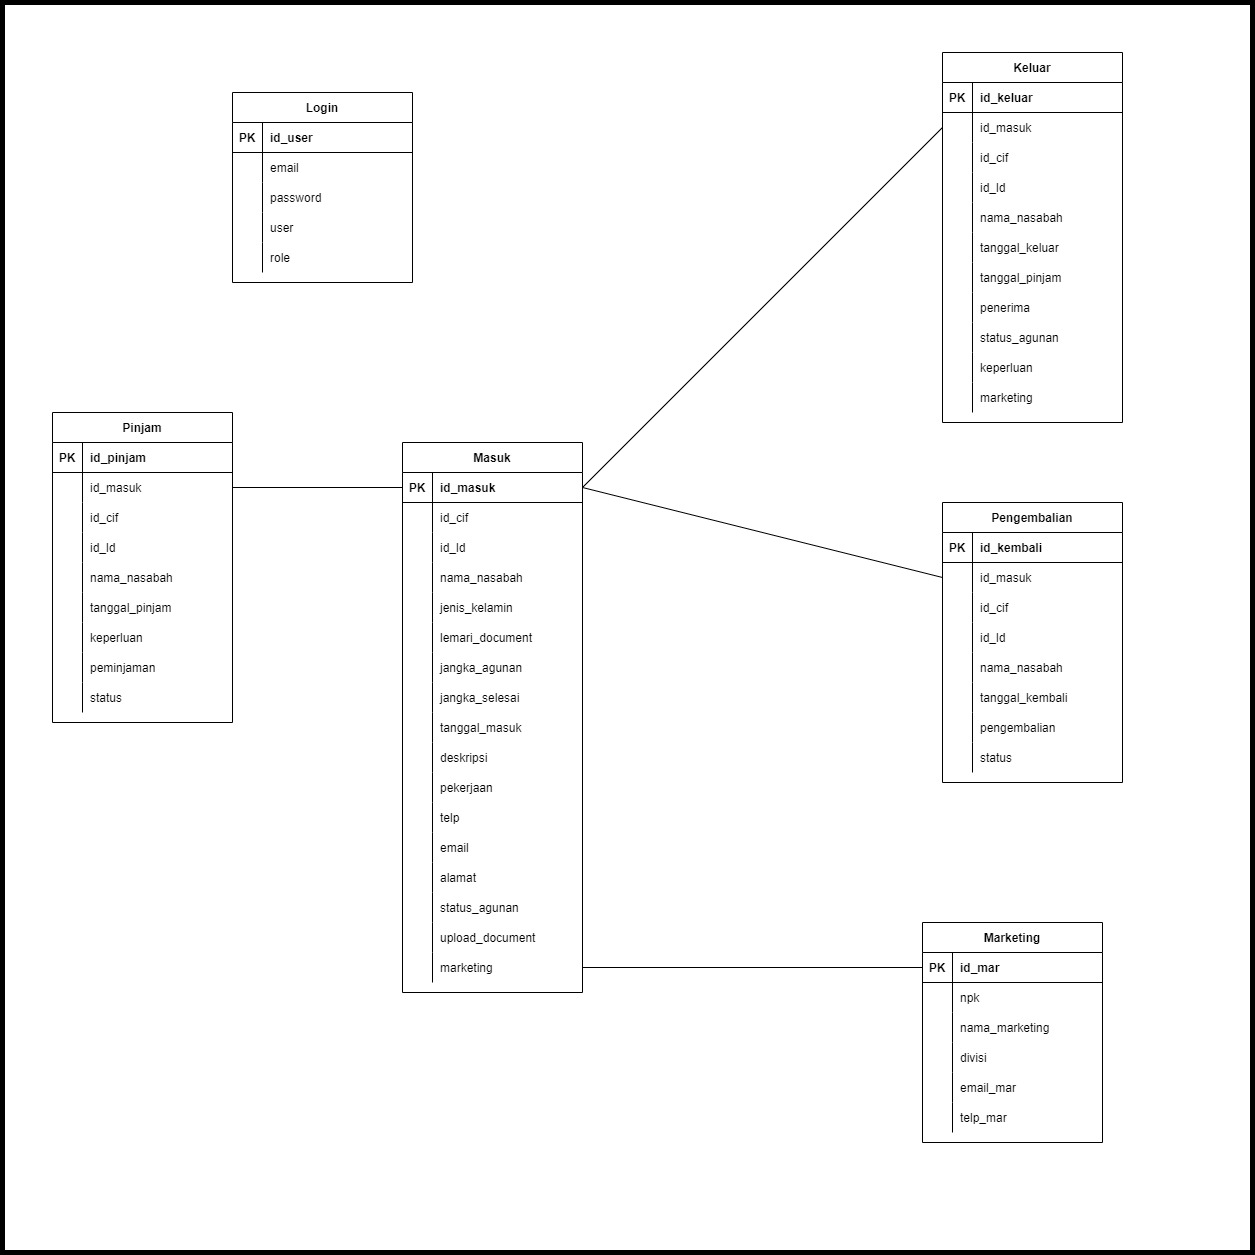 Login
PK id_user
email
password
user
role
Keluar
PK id_keluar
id_masuk
id_cif
id_ld
nama_nasabah
tanggal_keluar
tanggal_pinjam
penerima
status_agunan
keperluan
marketing
Pinjam
PK id_pinjam
id_masuk
id_cif
id_ld
nama_nasabah
tanggal_pinjam
keperluan
peminjaman
status
Masuk
PK id_masuk
id_cif
id_ld
nama_nasabah
jenis_kelamin
lemari_document
jangka_agunan
jangka_selesai
tanggal_masuk
deskripsi
pekerjaan
telp
email
alamat
status_agunan
upload_document
marketing
Pengembalian
PK id_kembali
id_masuk
id_cif
id_ld
nama_nasabah
tanggal_kembali
pengembalian
status
Marketing
PK id_mar
npk
nama_marketing
divisi
email_mar
telp_mar